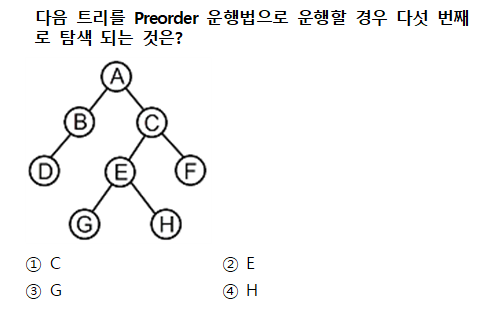 다음 트리를 Preorder 운행법으로 운행할 경우 다섯 번째
로 탐색 되는 것은?
A
B C
D E F
G H
① C ② E
③ G ④ H